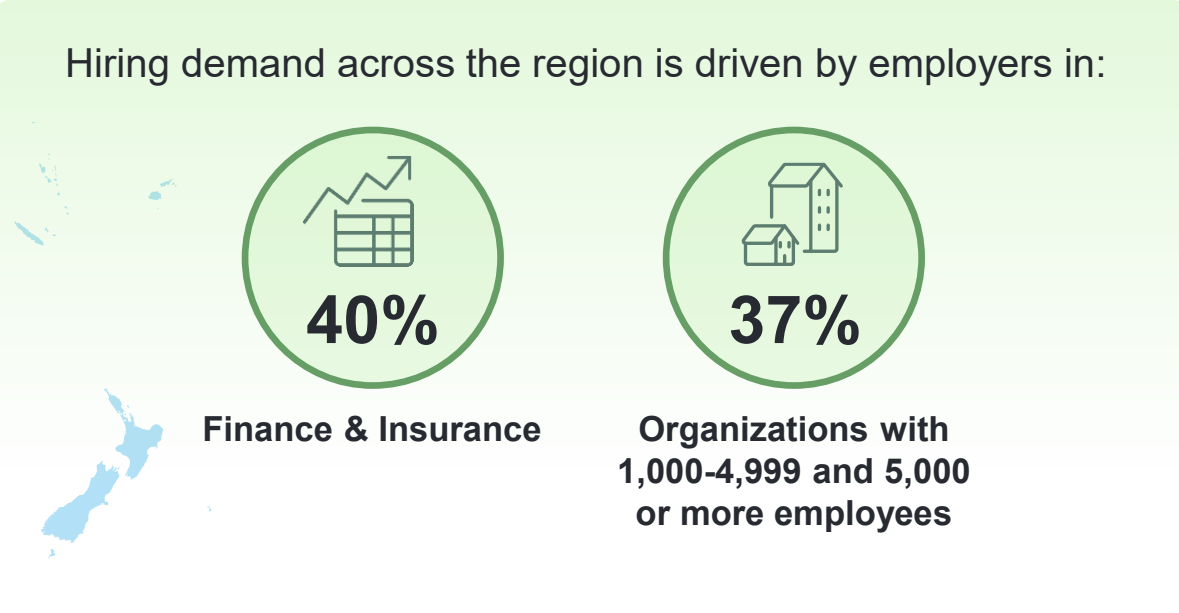 Hiring demand across the region is driven by employers in:
40%
37%
Finance & Insurance
Organizations with
1,000-4,999 and 5,000
or more employees